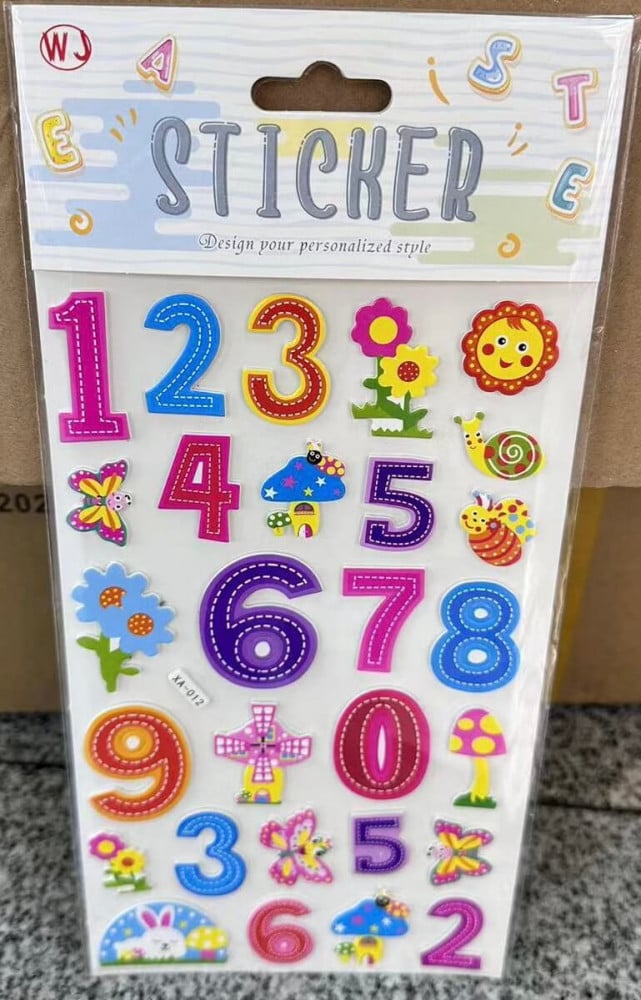 WJ
E A S T E
STICKER
Design your personalized style
1 2 3
4 5
202
6 7 8
XA-012
9 0
3 5
6 2